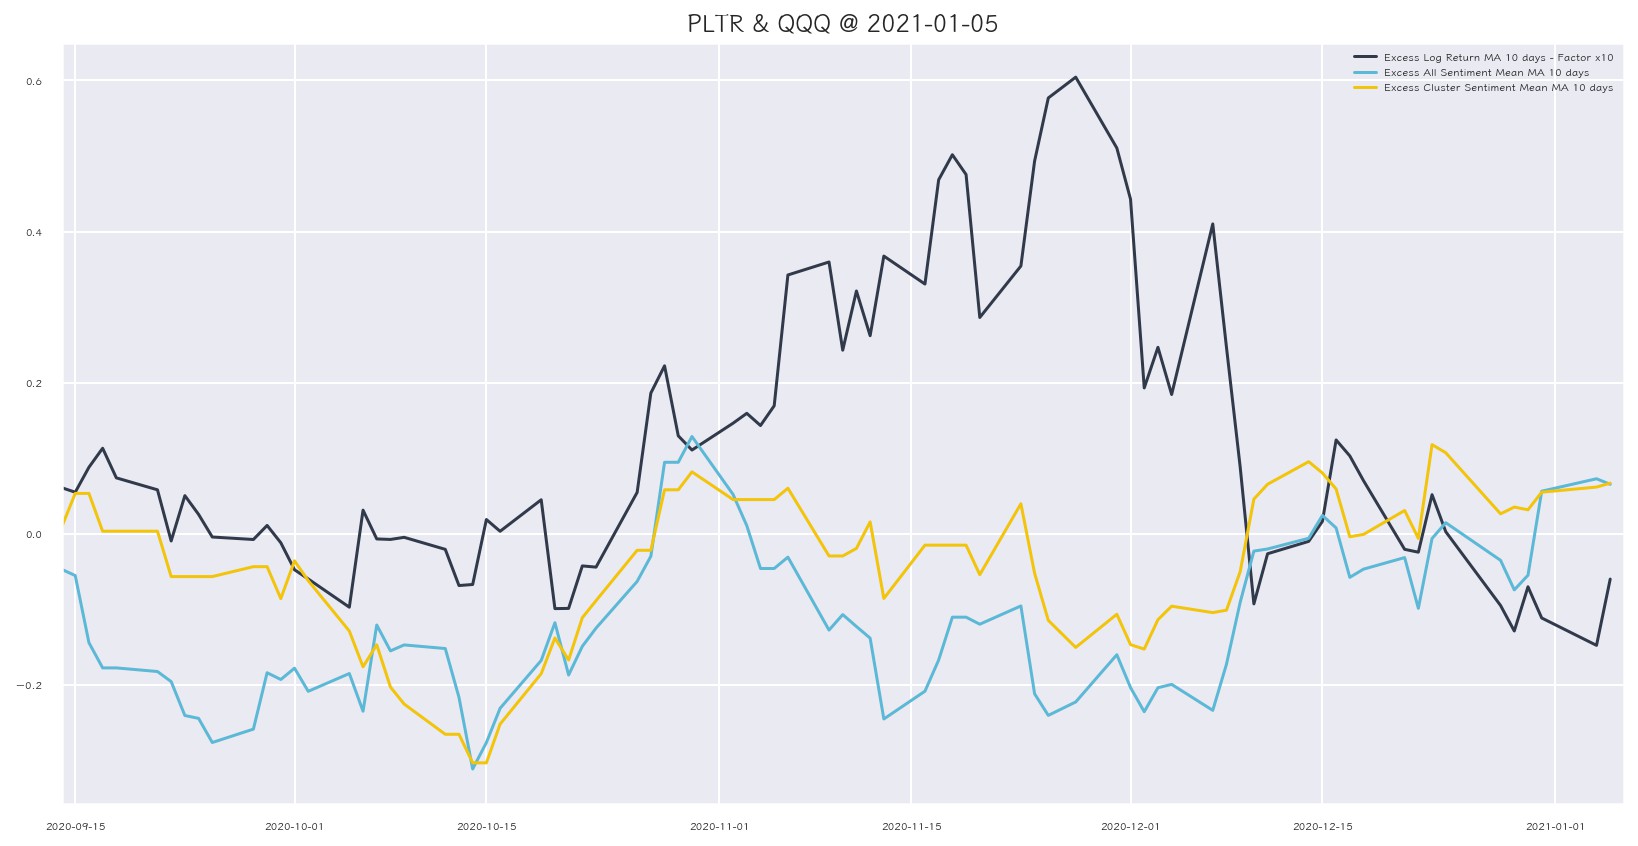 PLTR & QQQ @ 2021-01-05
Excess Log Return MA 10 days - Factor x10
Excess All Sentiment Mean MA 10 days
Excess Cluster Sentiment Mean MA 10 days
0.6
0.4
0.2
0.0
−0.2
2020-09-15 2020-10-01 2020-10-15 2020-11-01 2020-11-15 2020-12-01 2020-12-15 2021-01-01